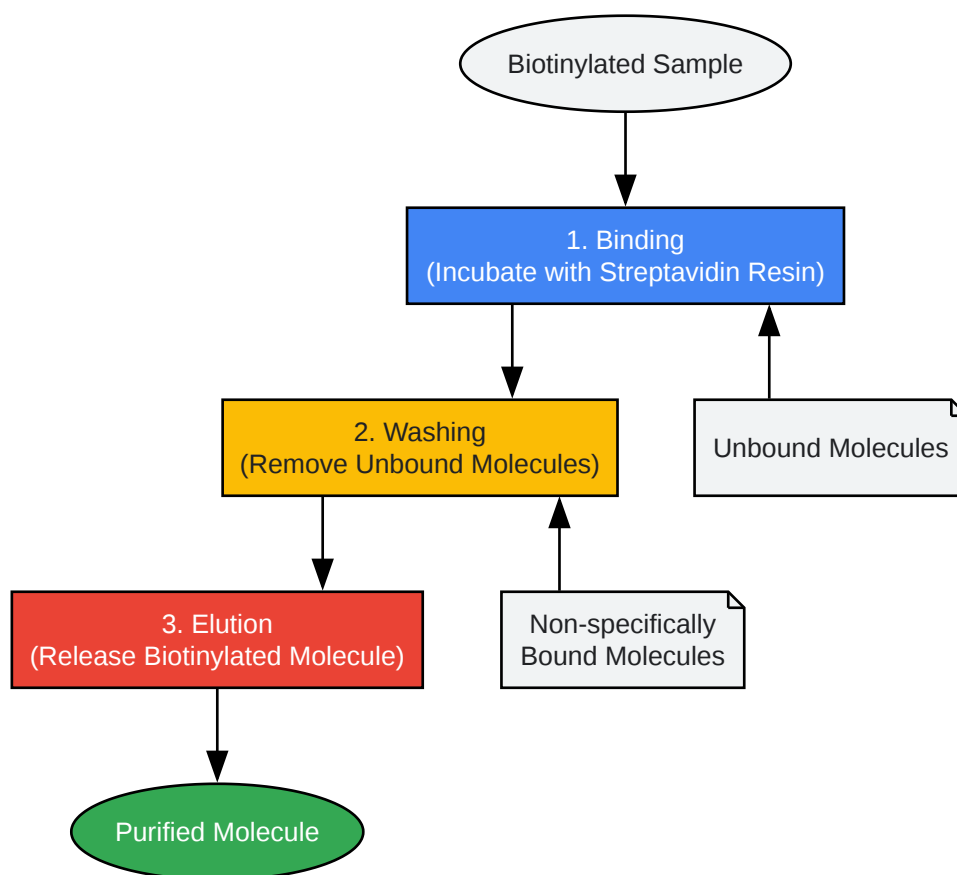 Biotinylated Sample
1. Binding
(Incubate with Streptavidin Resin)
2. Washing
(Remove Unbound Molecules)
Unbound Molecules
3. Elution
(Release Biotinylated Molecule)
Non-specifically
Bound Molecules
Purified Molecule